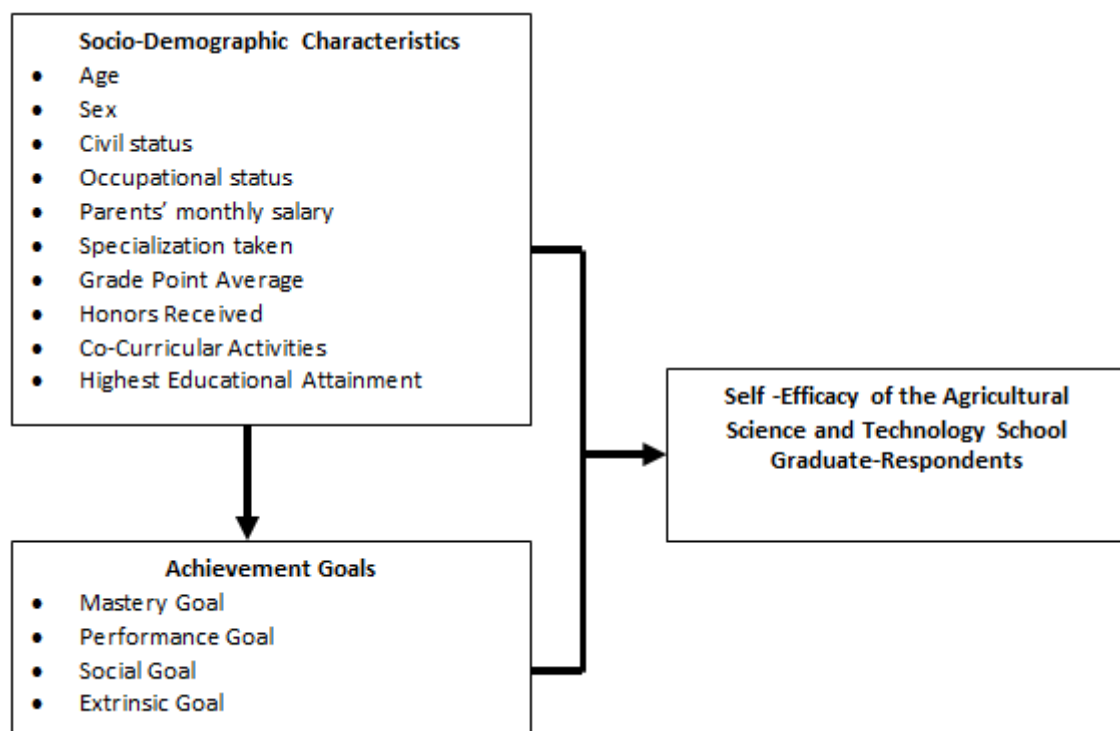 Socio-Demographic Characteristics
• Age
• Sex
• Civil status
• Occupational status
• Parents’ monthly salary
• Specialization taken
• Grade Point Average
• Honors Received
• Co-Curricular Activities
• Highest Educational Attainment
Achievement Goals
• Mastery Goal
• Performance Goal
• Social Goal
• Extrinsic Goal
Self -Efficacy of the Agricultural
Science and Technology School
Graduate-Respondents